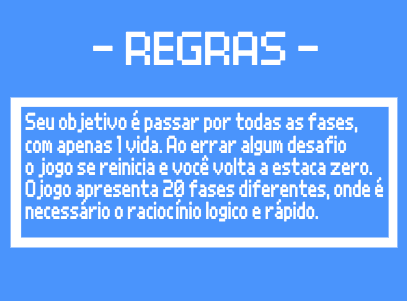 - REGRAS -
Seu objetivo é passar por todas as fases,
com apenas 1 vida. Ao errar algum desafio
o jogo se reinicia e você volta a estaca zero.
O jogo apresenta 20 fases diferentes, onde é
necessário o raciocínio logico e rápido.